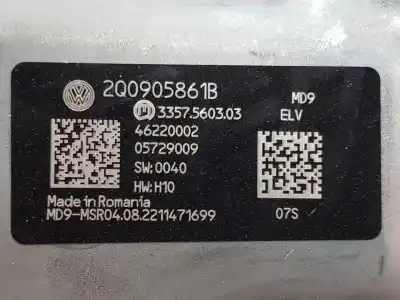 2Q0905861B
MD9
3357.5603.03
ELV
46220002
05729009
SW:0040
HW:H10
Made in Romania
MD9-MSR04.08.2211471699
07S